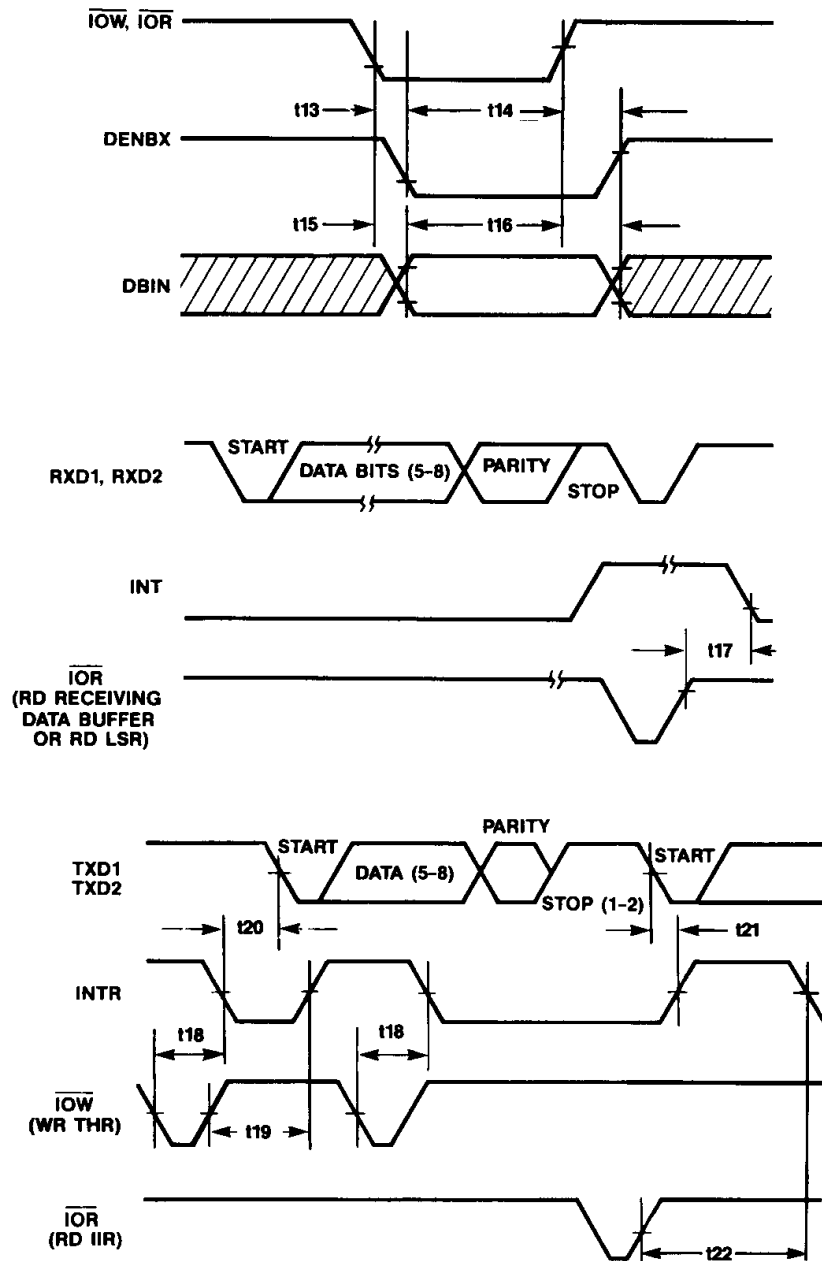 IOW, IOR
t13
t14
DENBX
t15
t16
DBIN
START
RXD1, RXD2
DATA BITS (5–8)
PARITY
STOP
INT
t17
IOR
(RD RECEIVING
DATA BUFFER
OR RD LSR)
PARITY
START
START
TXD1
TXD2
DATA (5–8)
STOP (1–2)
t20
t21
INTR
t18
t18
IOW
(WR THR)
t19
IOR
(RD IIR)
t22